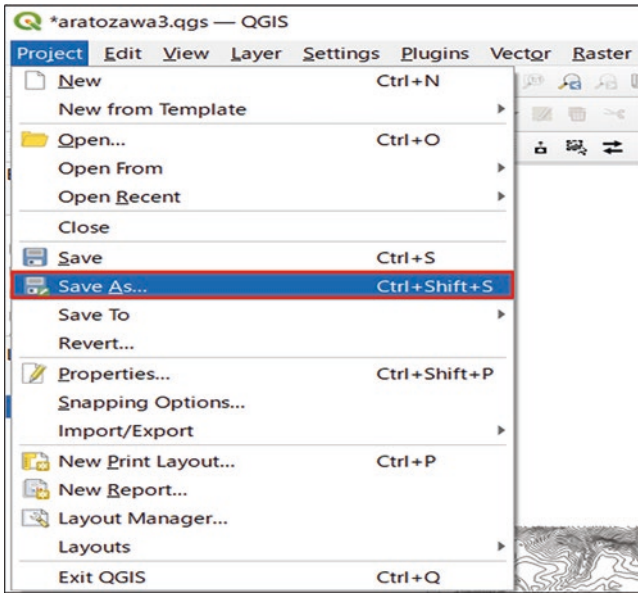 *aratozawa3.qgs — QGIS
Project Edit View Layer Settings Plugins Vector Raster
New Ctrl+N
New from Template
Open... Ctrl+O
Open From
Open Recent
Close
Save Ctrl+S
Save As... Ctrl+Shift+S
Save To
Revert...
Properties... Ctrl+Shift+P
Snapping Options...
Import/Export
New Print Layout... Ctrl+P
New Report...
Layout Manager...
Layouts
Exit QGIS Ctrl+Q